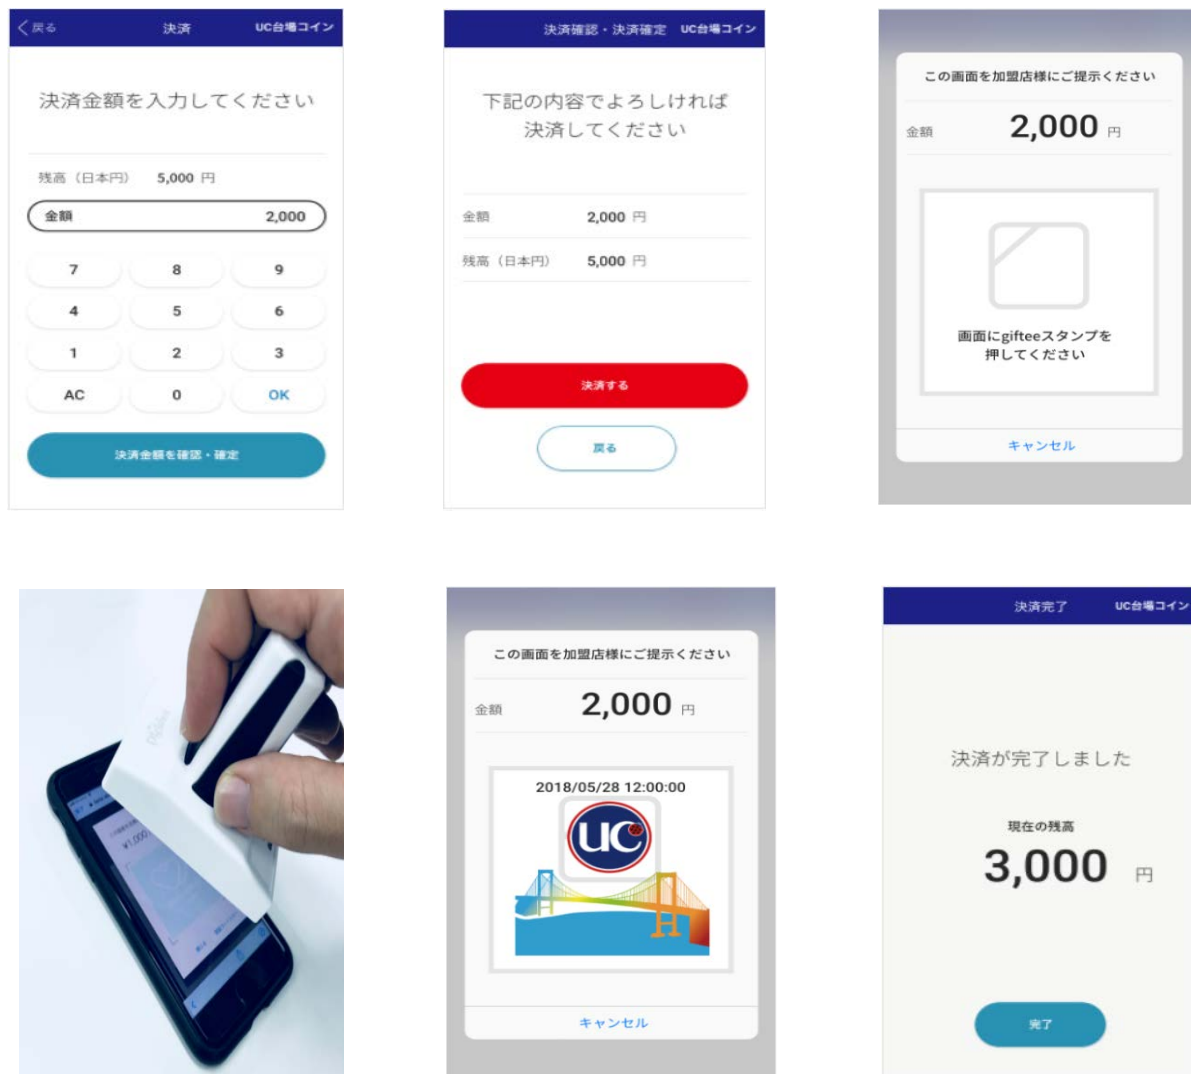 戻る 決済 UC台場コイン
決済金額を入力してください
残高（日本円） 5,000 円
金額 2,000
7 8 9
4 5 6
1 2 3
AC 0 OK
決済金額を確認・確定
決済確認・決済確定 UC台場コイン
下記の内容でよろしければ
決済してください
金額 2,000 円
残高（日本円） 5,000 円
決済する
戻る
この画面を加盟店様にご提示ください
金額 2,000 円
画面にgifteeスタンプを
押してください
キャンセル
¥1,000
この画面を加盟店様にご提示ください
金額 2,000 円
2018/05/28 12:00:00
UC
キャンセル
決済完了 UC台場コイン
決済が完了しました
現在の残高
3,000 円
完了